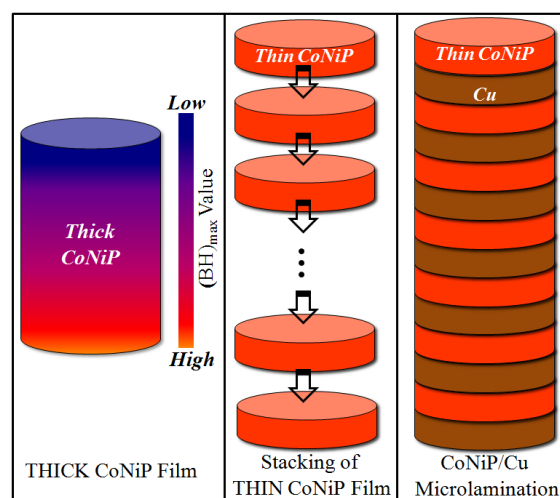 Low
(BH)max Value
Thick
CoNiP
High
THICK CoNiP Film
Thin CoNiP
Stacking of
THIN CoNiP Film
Thin CoNiP
Cu
CoNiP/Cu
Microlamination